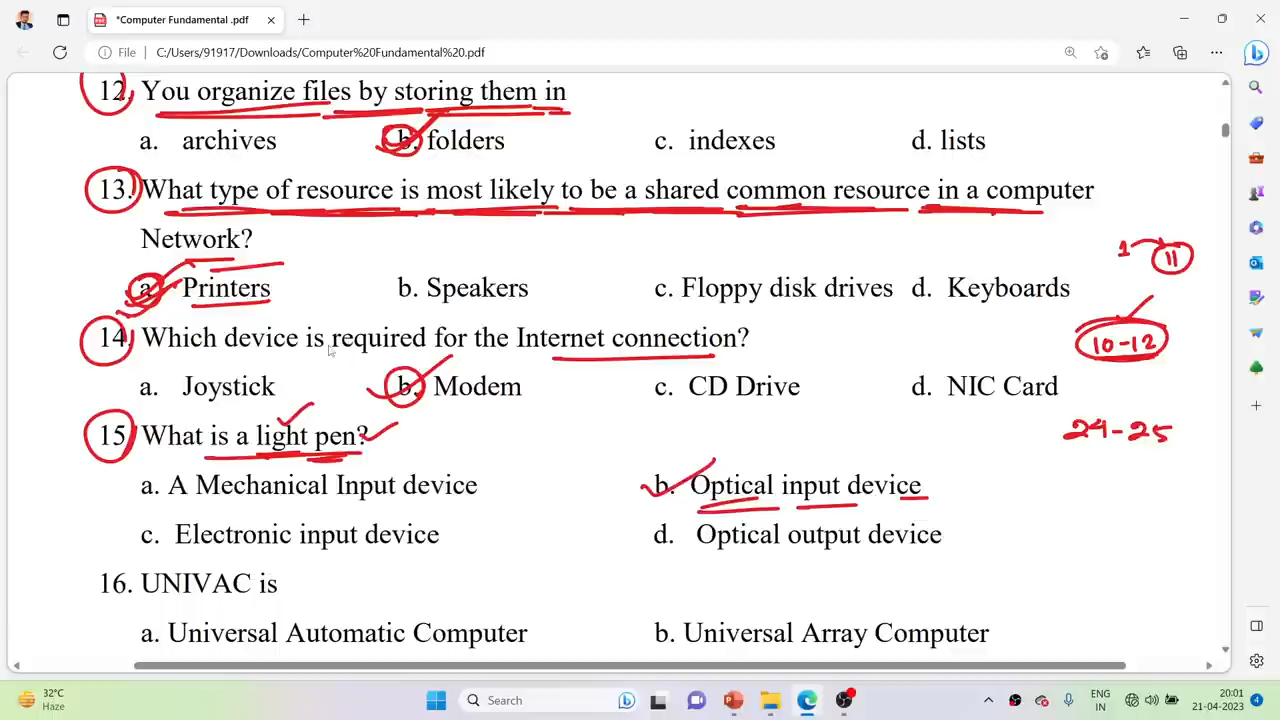 *Computer Fundamental .pdf
File C:/Users/91917/Downloads/Computer%20Fundamental%20.pdf
12. You organize files by storing them in
a. archives b. folders c. indexes d. lists
13. What type of resource is most likely to be a shared common resource in a computer
Network?
1 11
a. Printers b. Speakers c. Floppy disk drives d. Keyboards
14. Which device is required for the Internet connection?
10-12
a. Joystick b. Modem c. CD Drive d. NIC Card
15. What is a light pen?
24-25
a. A Mechanical Input device b. Optical input device
c. Electronic input device d. Optical output device
16. UNIVAC is
a. Universal Automatic Computer b. Universal Array Computer
32°C
Haze
Search
ENG
IN
20:01
21-04-2023
4